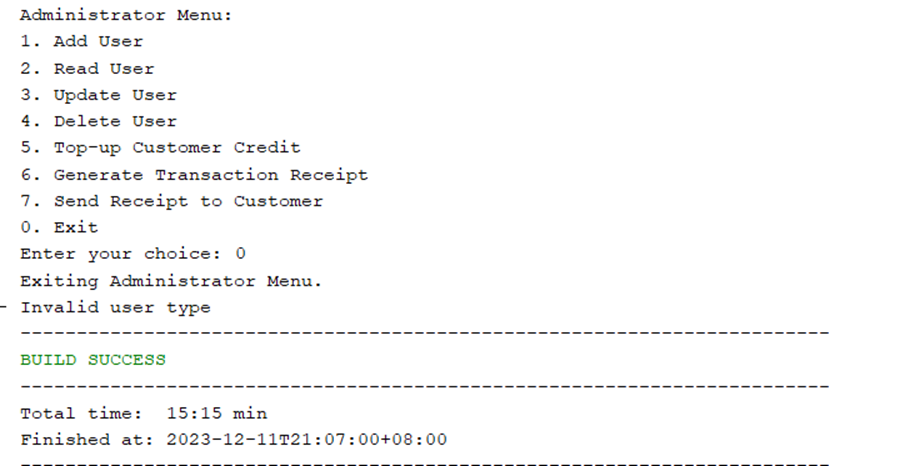 Administrator Menu:
1. Add User
2. Read User
3. Update User
4. Delete User
5. Top-up Customer Credit
6. Generate Transaction Receipt
7. Send Receipt to Customer
0. Exit
Enter your choice: 0
Exiting Administrator Menu.
- Invalid user type
------------------------------------------------------------------------
BUILD SUCCESS
------------------------------------------------------------------------
Total time:  15:15 min
Finished at: 2023-12-11T21:07:00+08:00
------------------------------------------------------------------------